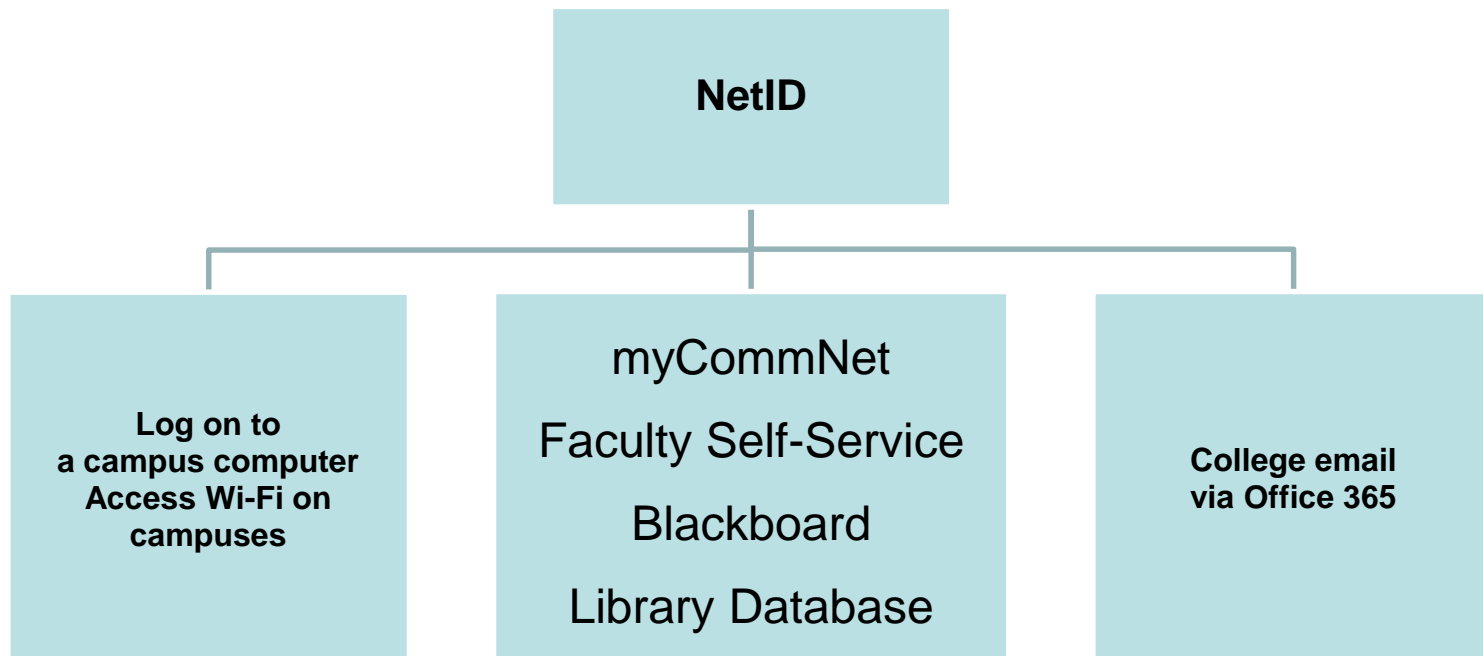 NetID
Log on to
a campus computer
Access Wi-Fi on
campuses
myCommNet
Faculty Self-Service
Blackboard
Library Database
College email
via Office 365